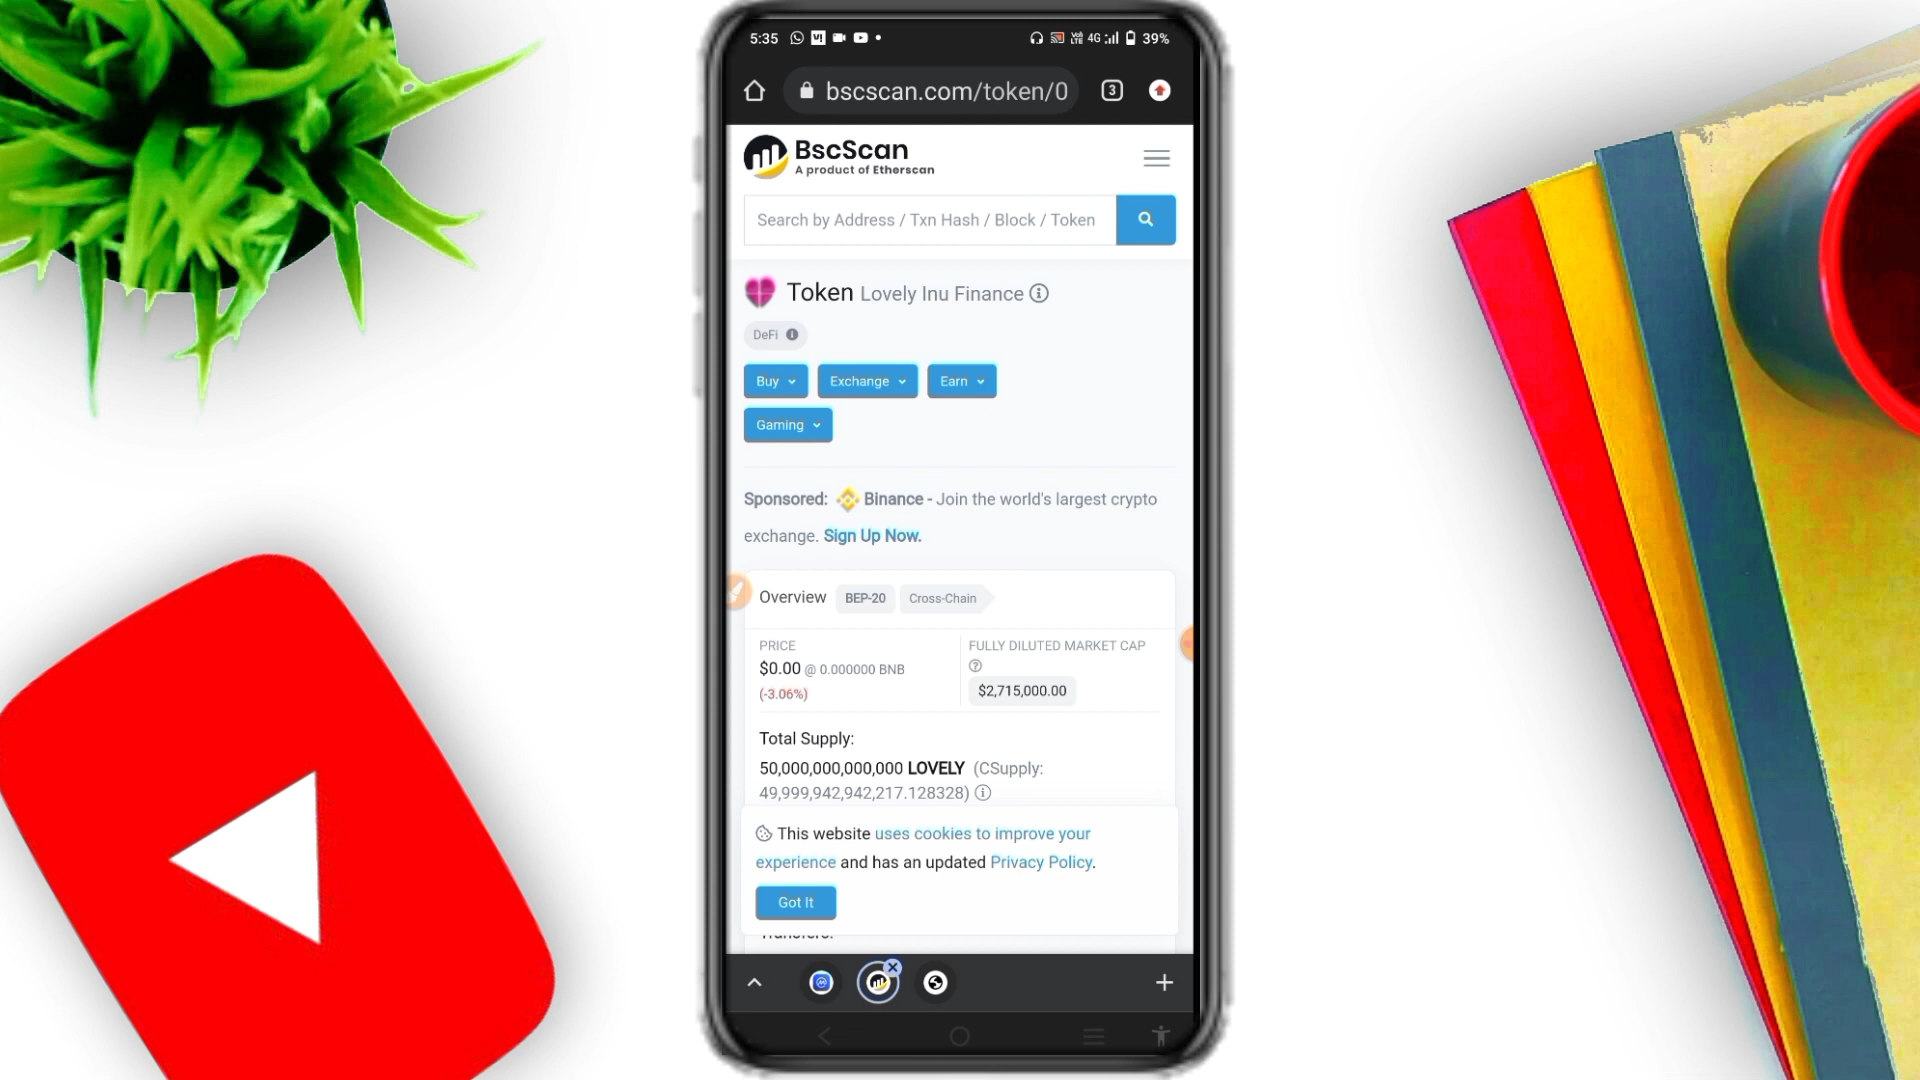 5:35
4G 39%
bscscan.com/token/0
3
BscScan
A product of Etherscan
Search by Address / Txn Hash / Block / Token
Token Lovely Inu Finance
DeFi
Buy Exchange Earn
Gaming
Sponsored: Binance - Join the world's largest crypto
exchange. Sign Up Now.
Overview BEP-20 Cross-Chain
PRICE
$0.00 @ 0.000000 BNB
(-3.06%)
FULLY DILUTED MARKET CAP
$2,715,000.00
Total Supply:
50,000,000,000,000 LOVELY (CSupply:
49,999,942,942,217.128328)
This website uses cookies to improve your
experience and has an updated Privacy Policy.
Got It